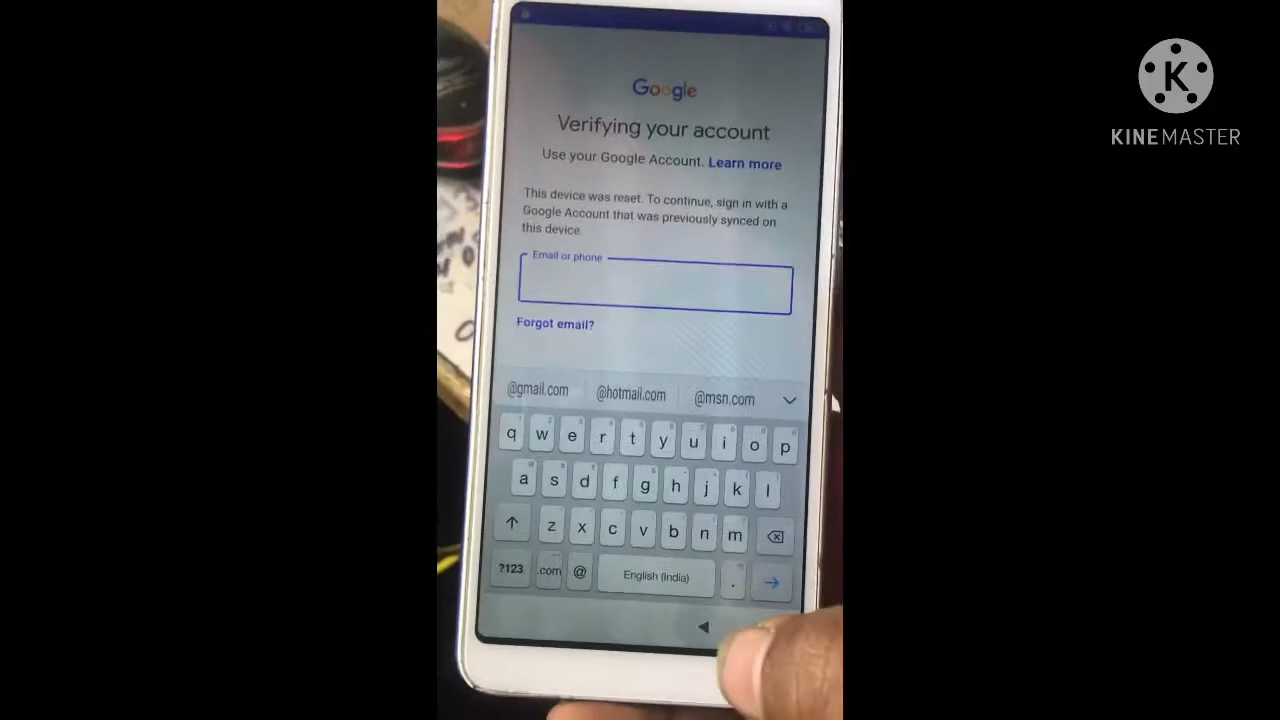 Google
Verifying your account
Use your Google Account. Learn more
This device was reset. To continue, sign in with a
Google Account that was previously synced on
this device.
Email or phone
Forgot email?
@gmail.com @hotmail.com @msn.com
q w e r t y u i o p
a s d f g h j k l
z x c v b n m
?123 .com @ English (India) .
K
KINEMASTER